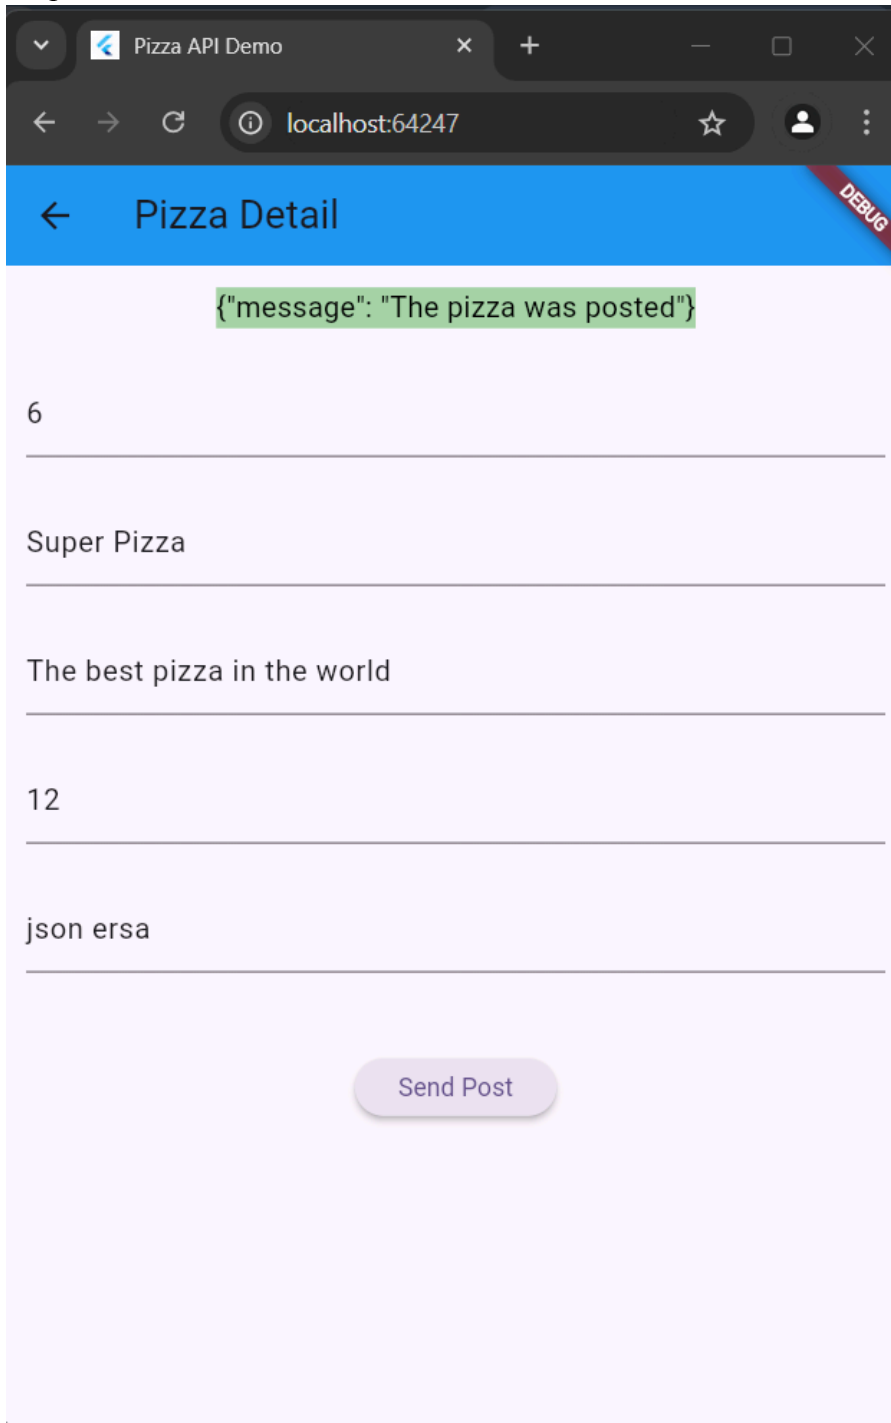 Pizza API Demo
localhost:64247
Pizza Detail
DEBUG
{"message": "The pizza was posted"}
6
Super Pizza
The best pizza in the world
12
json ersa
Send Post